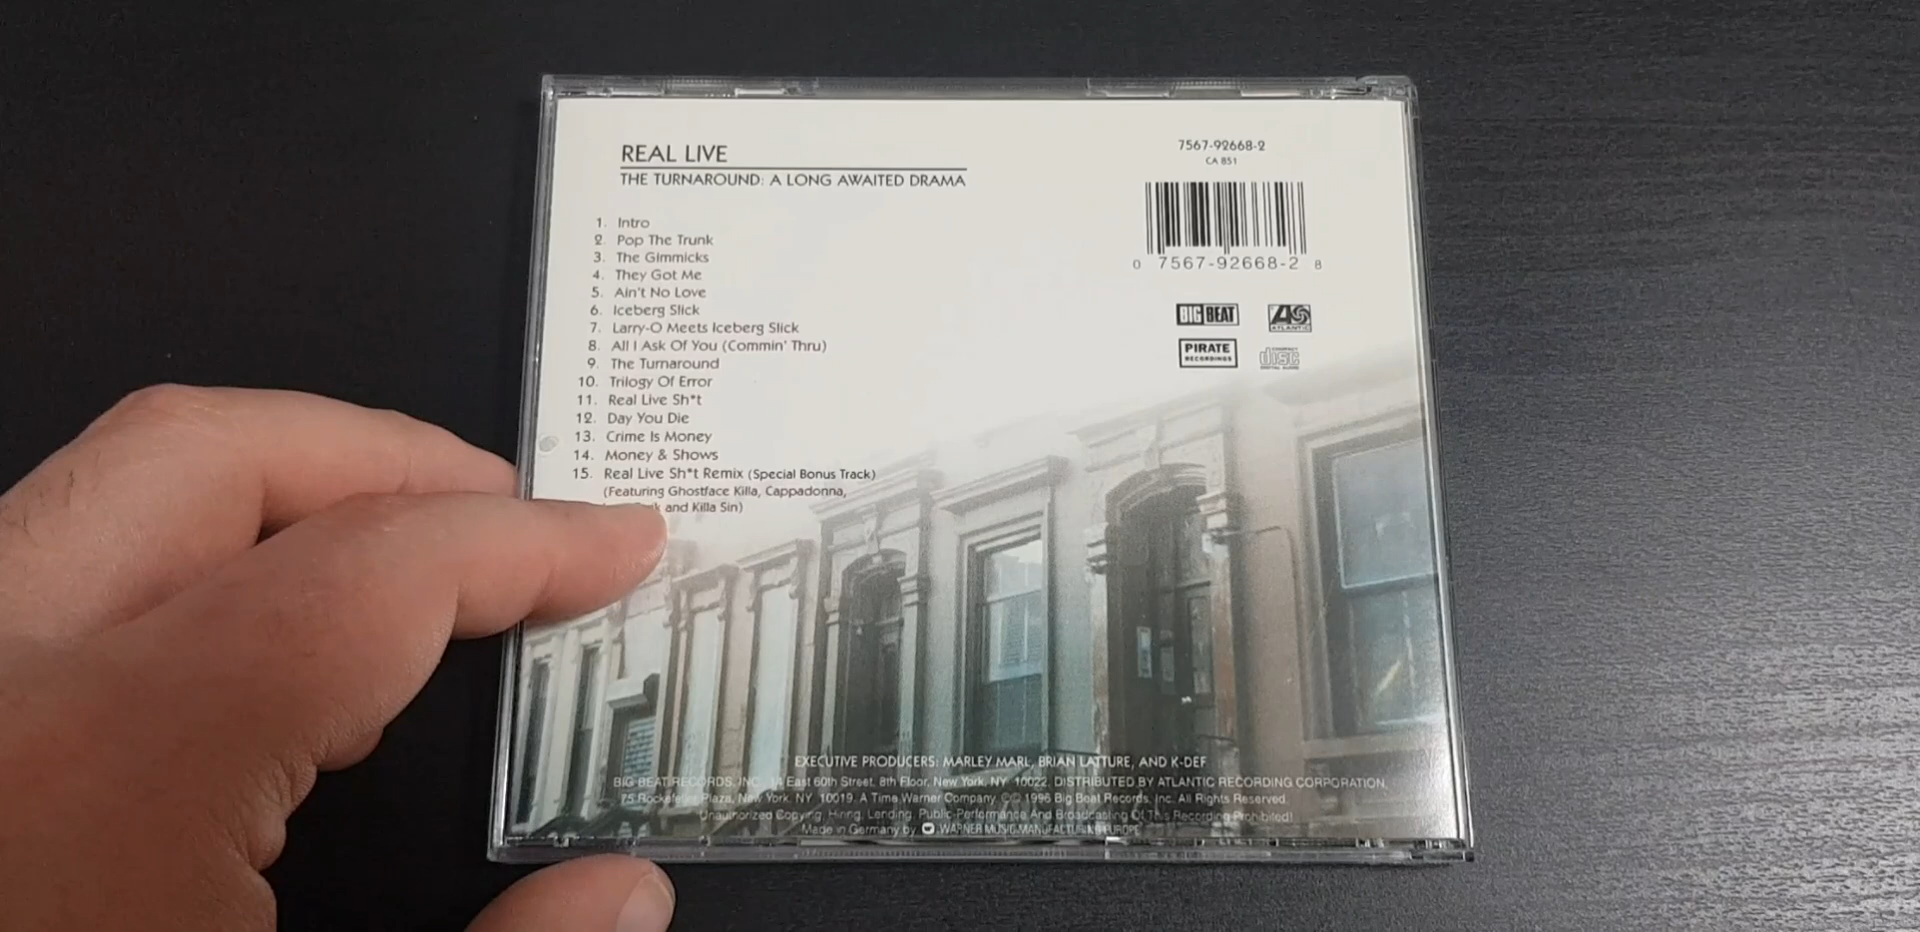 REAL LIVE
THE TURNAROUND: A LONG AWAITED DRAMA
1. Intro
2. Pop The Trunk
3. The Gimmicks
4. They Got Me
5. Ain't No Love
6. Iceberg Slick
7. Larry-O Meets Iceberg Slick
8. All I Ask Of You (Commin' Thru)
9. The Turnaround
10. Trilogy Of Error
11. Real Live Sh*t
12. Day You Die
13. Crime Is Money
14. Money & Shows
15. Real Live Sh*t Remix (Special Bonus Track)
(Featuring Ghostface Killa, Cappadonna,
and Killa Sin)
7567-92668-2
CA 851
0 7567-92668-2 8
BIG BEAT
ATLANTIC
PIRATE
RECORDINGS
COMPACT
disc
DIGITAL AUDIO
EXECUTIVE PRODUCERS: MARLEY MARL, BRIAN LATTURE, AND K-DEF
BIG BEAT RECORDS, INC. 14 East 60th Street, 8th Floor, New York, NY 10022. DISTRIBUTED BY ATLANTIC RECORDING CORPORATION,
75 Rockefeller Plaza, New York, NY 10019. A Time Warner Company. ©℗ 1996 Big Beat Records, Inc. All Rights Reserved.
Unauthorized Copying, Hiring, Lending, Public Performance And Broadcasting Of This Recording Prohibited!
Made in Germany by WARNER MUSIC MANUFACTURING EUROPE